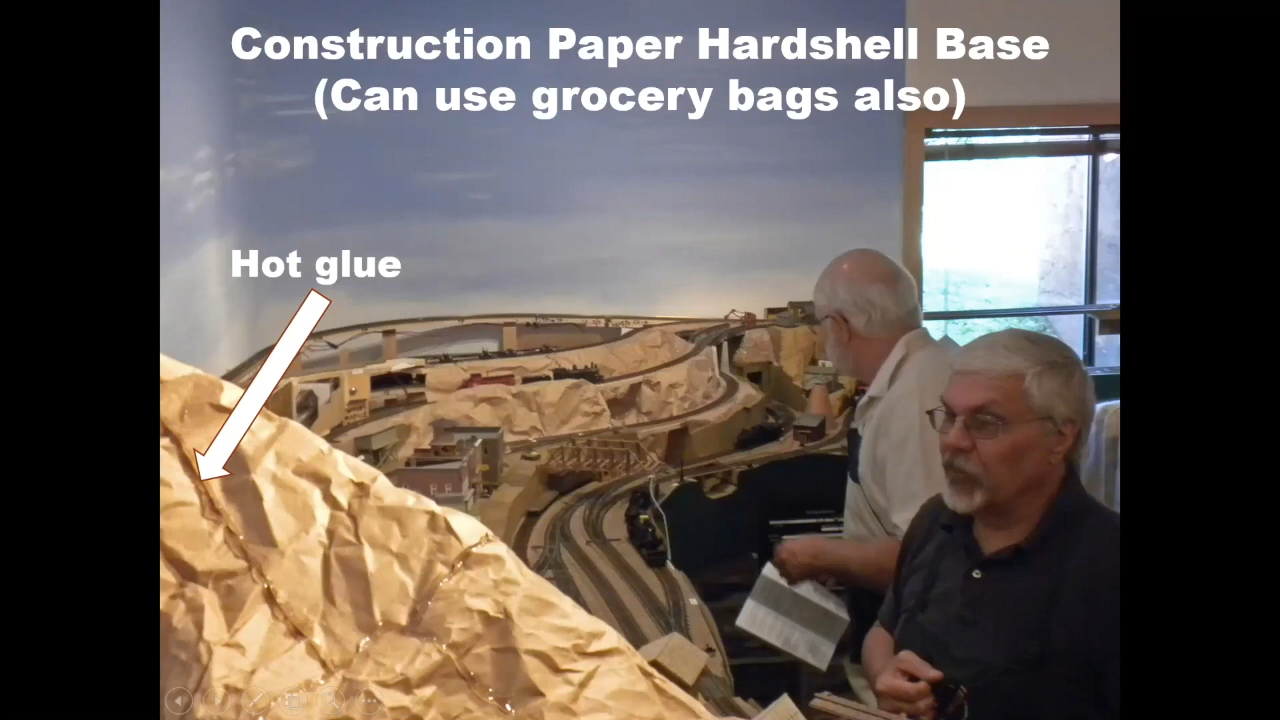 Construction Paper Hardshell Base
(Can use grocery bags also)
Hot glue